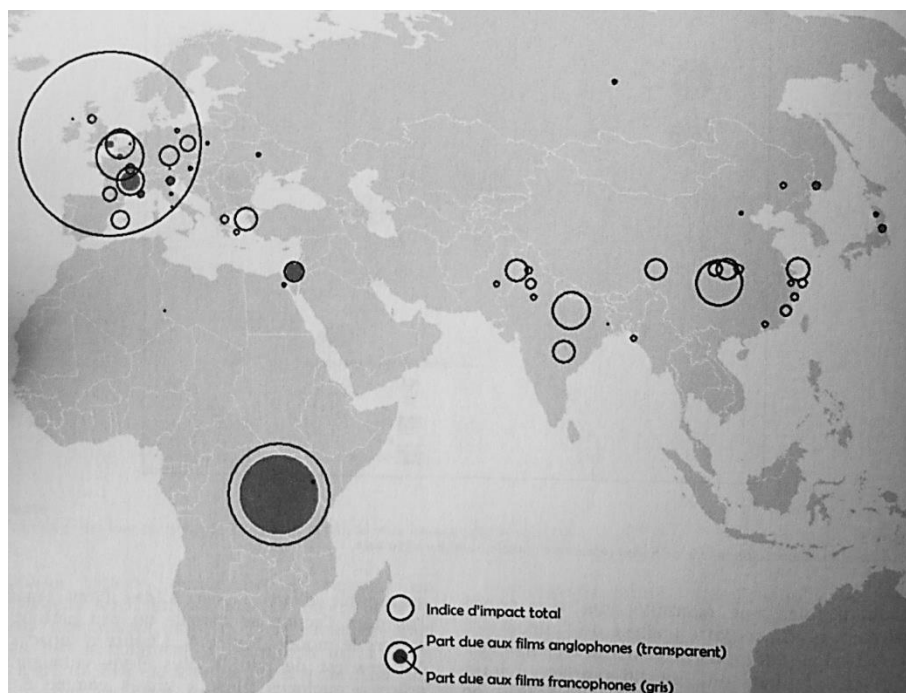 Indice d'impact total
Part due aux films anglophones (transparent)
Part due aux films francophones (gris)